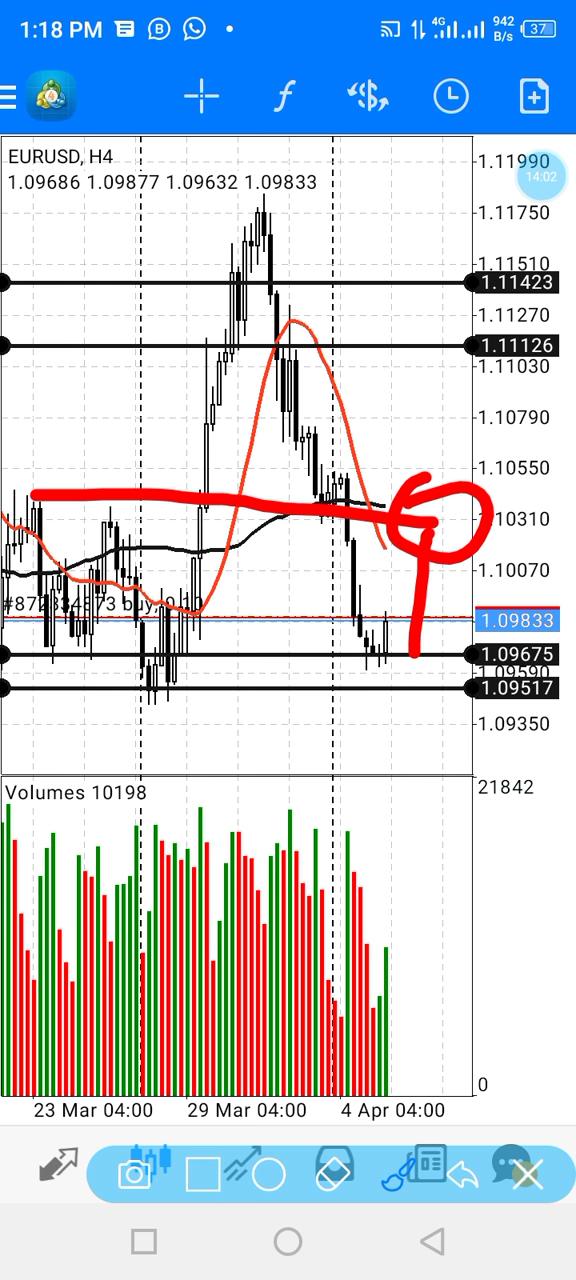 1:18 PM
4G
942
B/s
37
4
f
$
EURUSD, H4
1.09686 1.09877 1.09632 1.09833
1.11990
14:02
1.11750
1.11510
1.11423
1.11270
1.11126
1.11030
1.10790
1.10550
10310
1.10070
buy
1.09833
1.09675
1.09590
1.09517
1.09350
Volumes 10198
21842
0
23 Mar 04:00
29 Mar 04:00
4 Apr 04:00